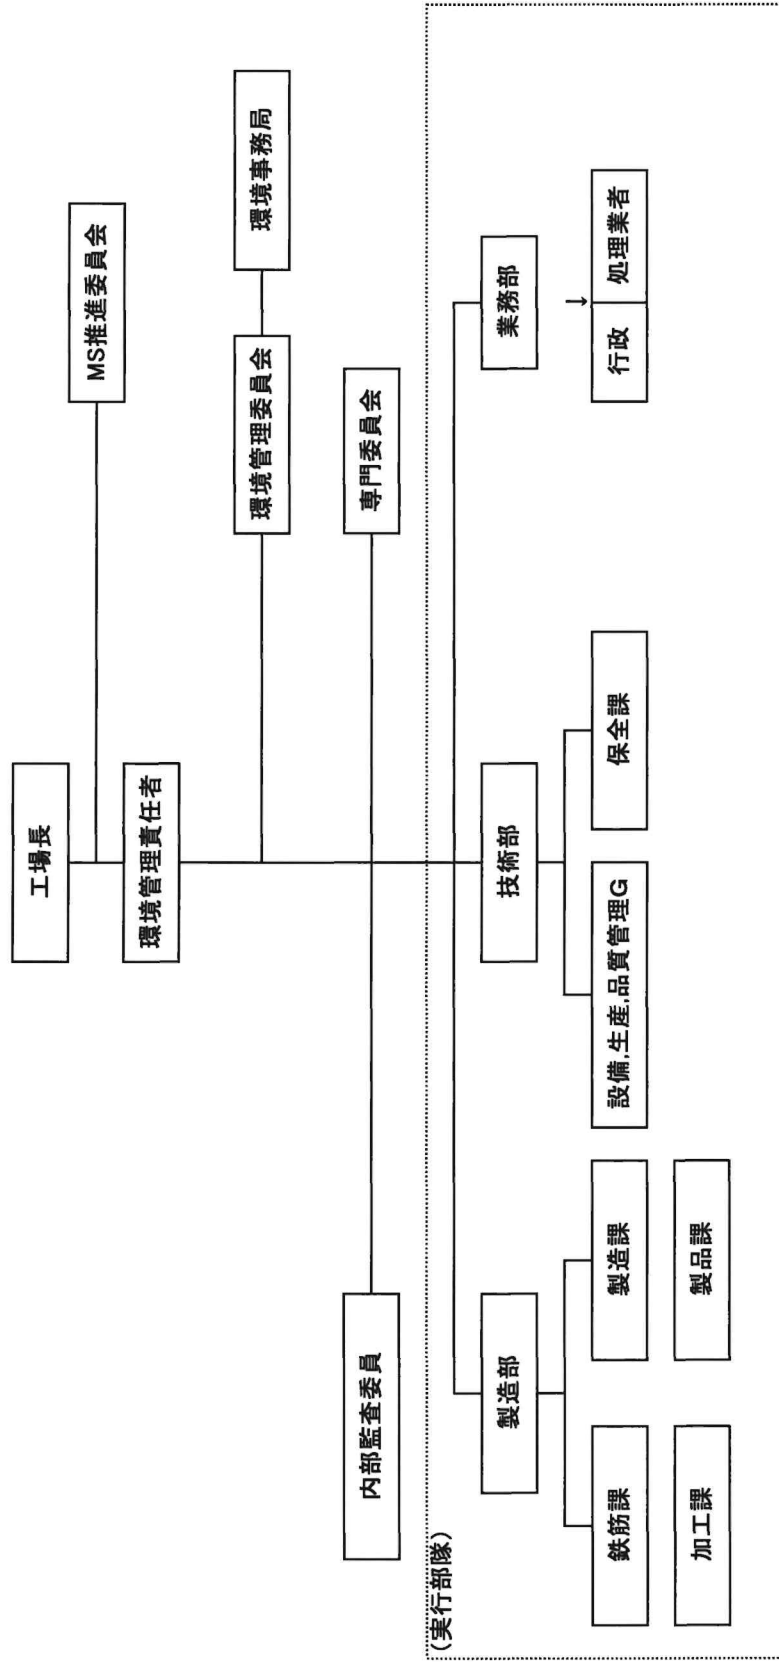 工場長
MS推進委員会
環境管理責任者
環境管理委員会
環境事務局
内部監査委員
専門委員会
(実行部隊)
製造部
技術部
業務部
↓
鉄筋課
製造課
設備,生産,品質管理G
保全課
行政
処理業者
加工課
製品課